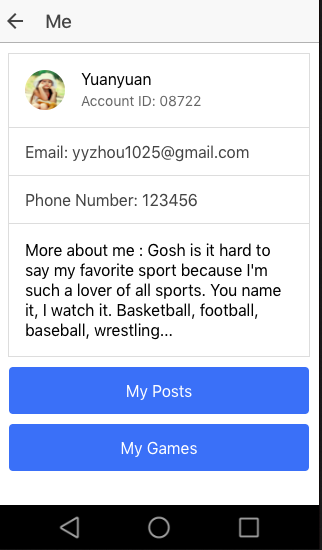 Me
Yuanyuan
Account ID: 08722
Email: yyzhou1025@gmail.com
Phone Number: 123456
More about me : Gosh is it hard to
say my favorite sport because I'm
such a lover of all sports. You name
it, I watch it. Basketball, football,
baseball, wrestling...
My Posts
My Games